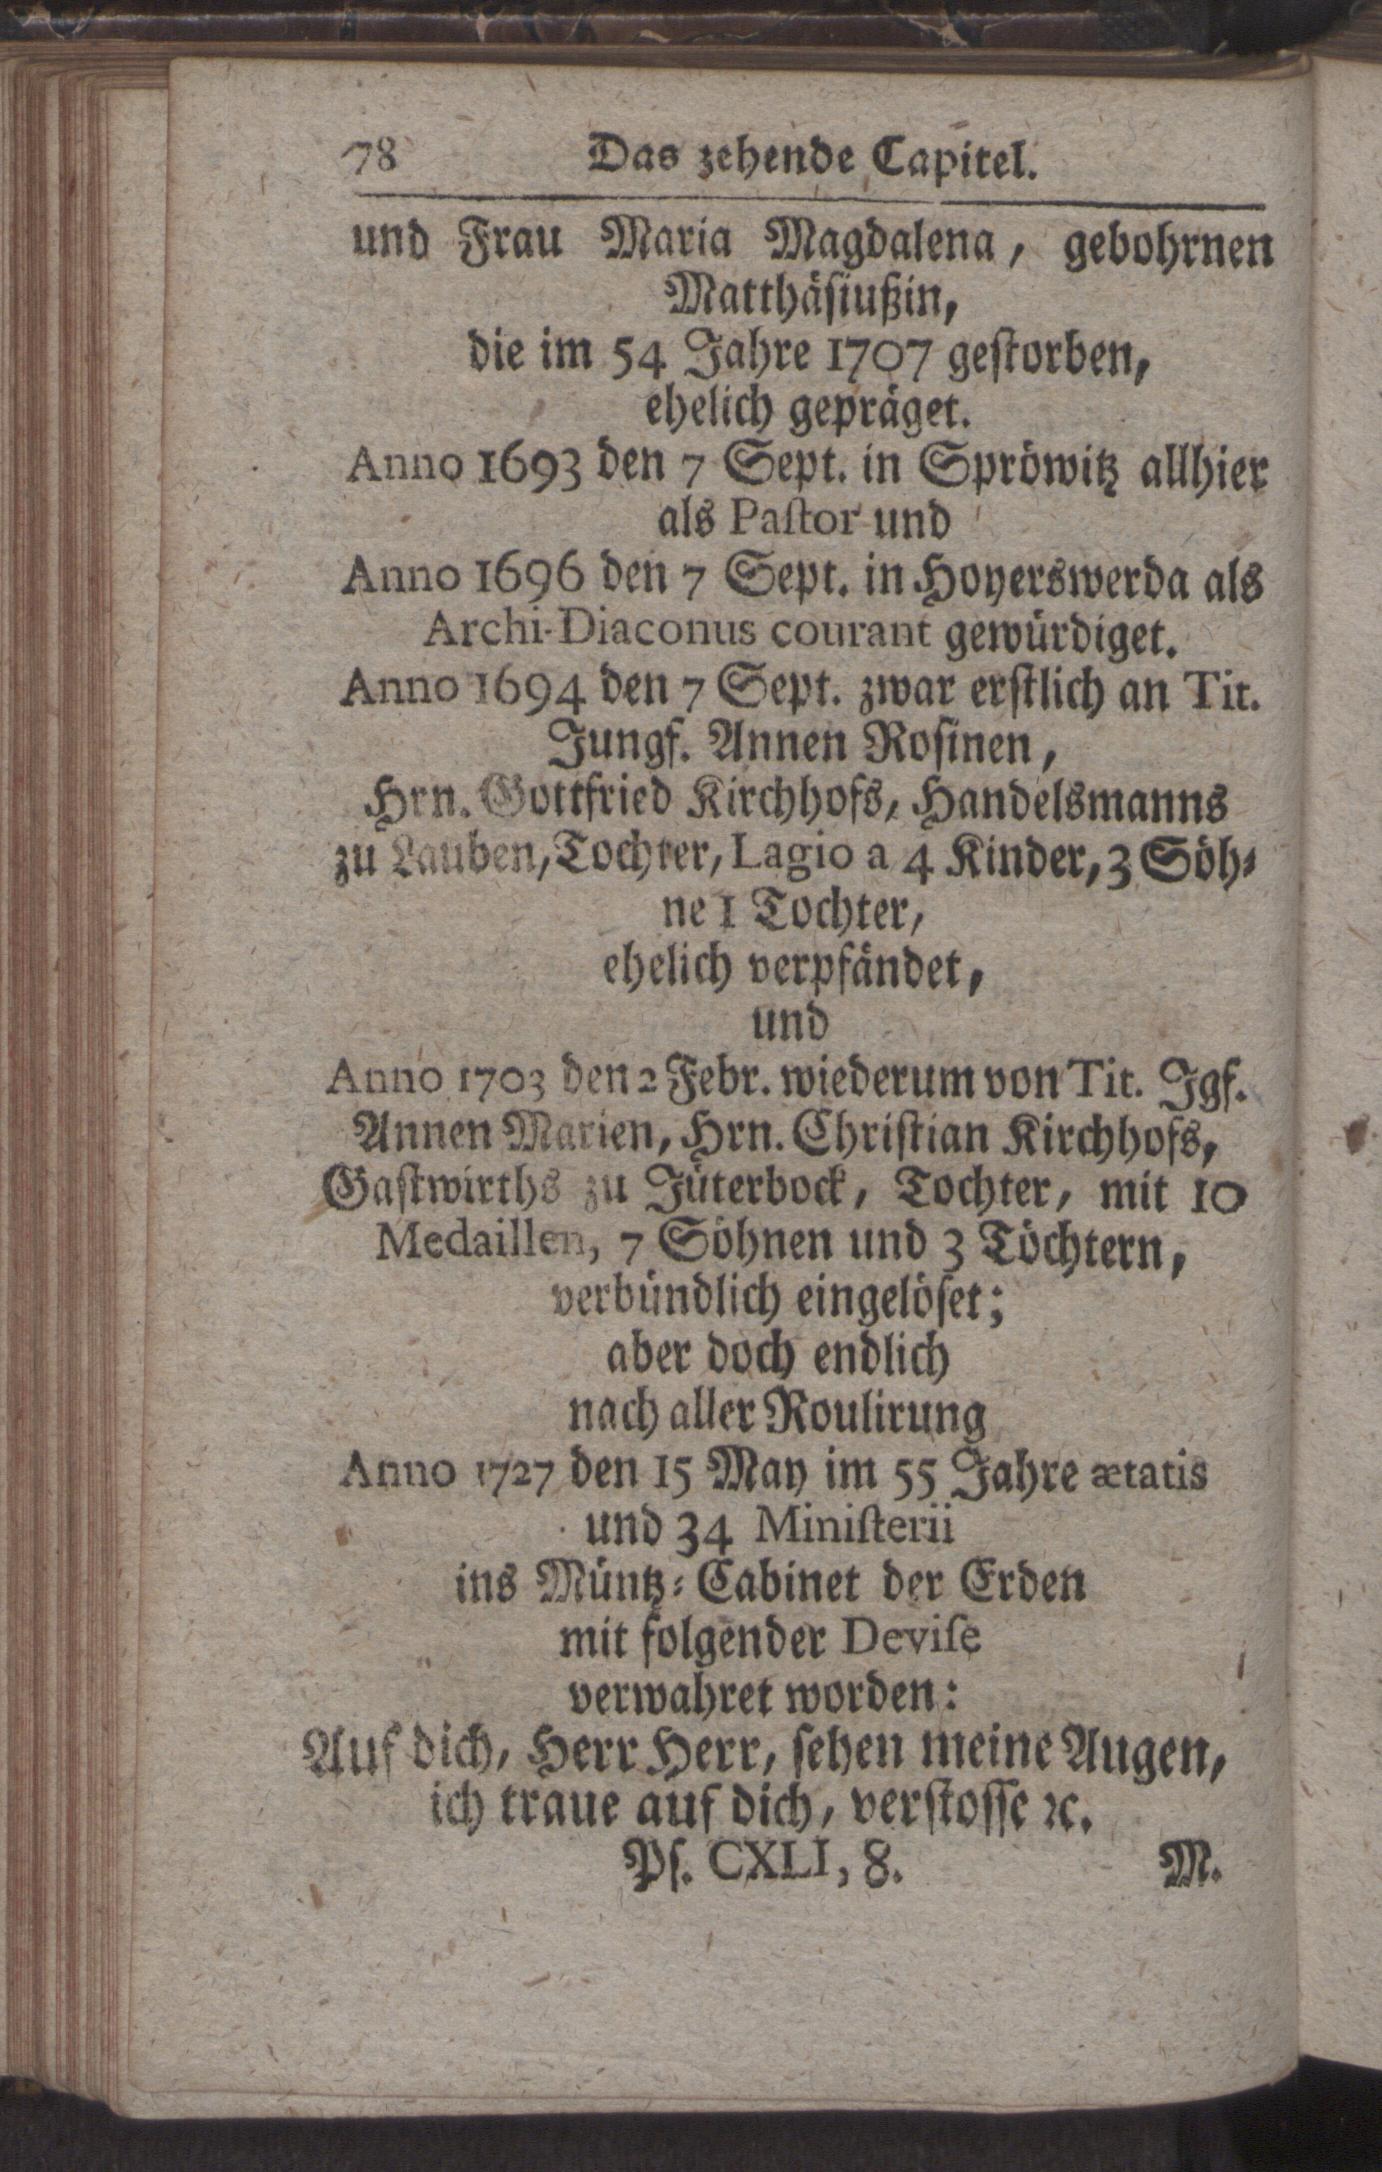 78 Das zehende Capitel.
und Frau Maria Magdalena, gebohrnen
Matthäsiußin,
die im 54 Jahre 1707 gestorben,
ehelich gepräget.
Anno 1693 den 7 Sept. in Spröwitz allhier
als Pastor und
Anno 1696 den 7 Sept. in Hoyerswerda als
Archi-Diaconus courant gewürdiget.
Anno 1694 den 7 Sept. zwar erstlich an Tit.
Jungf. Annen Rosinen,
Hrn. Gottfried Kirchhofs, Handelsmanns
zu Lauben, Tochter, Lagio a 4 Kinder, 3 Söh-
ne 1 Tochter,
ehelich verpfändet,
und
Anno 1703 den 2 Febr. wiederum von Tit. Jgf.
Annen Marien, Hrn. Christian Kirchhofs,
Gastwirths zu Jüterbock, Tochter, mit 10
Medaillen, 7 Söhnen und 3 Töchtern,
verbündlich eingelöset;
aber doch endlich
nach aller Roulirung
Anno 1727 den 15 May im 55 Jahre ætatis
und 34 Ministerii
ins Müntz-Cabinet der Erden
mit folgender Devise
verwahret worden:
Auf dich, Herr Herr, sehen meine Augen,
ich traue auf dich, verstosse ꝛc.
Ps. CXLI, 8. M.